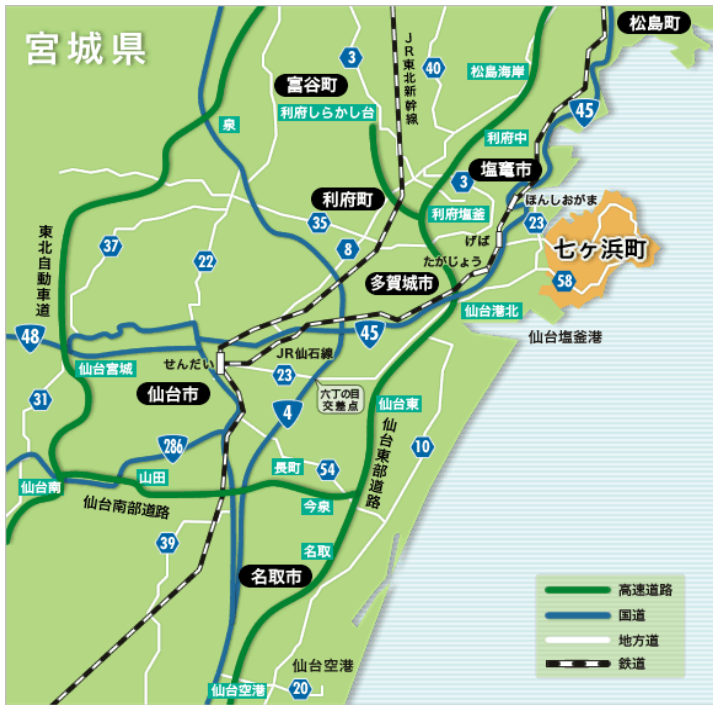 宮城県
松島町
3
40
JR東北新幹線
松島海岸
富谷町
利府しらかし台
45
泉
利府中
塩竈市
3
ほんしおがま
利府町
利府塩釜
23
35
げば
七ヶ浜町
東北自動車道
37
8
22
たがじょう
多賀城市
58
仙台港北
48
45
仙台塩釜港
せんだい
JR仙石線
仙台宮城
23
六丁の目
交差点
31
仙台市
4
仙台東
286
仙台東部道路
10
長町
54
仙台南
山田
仙台南部道路
今泉
39
名取
名取市
高速道路
国道
地方道
鉄道
仙台空港
仙台空港
20